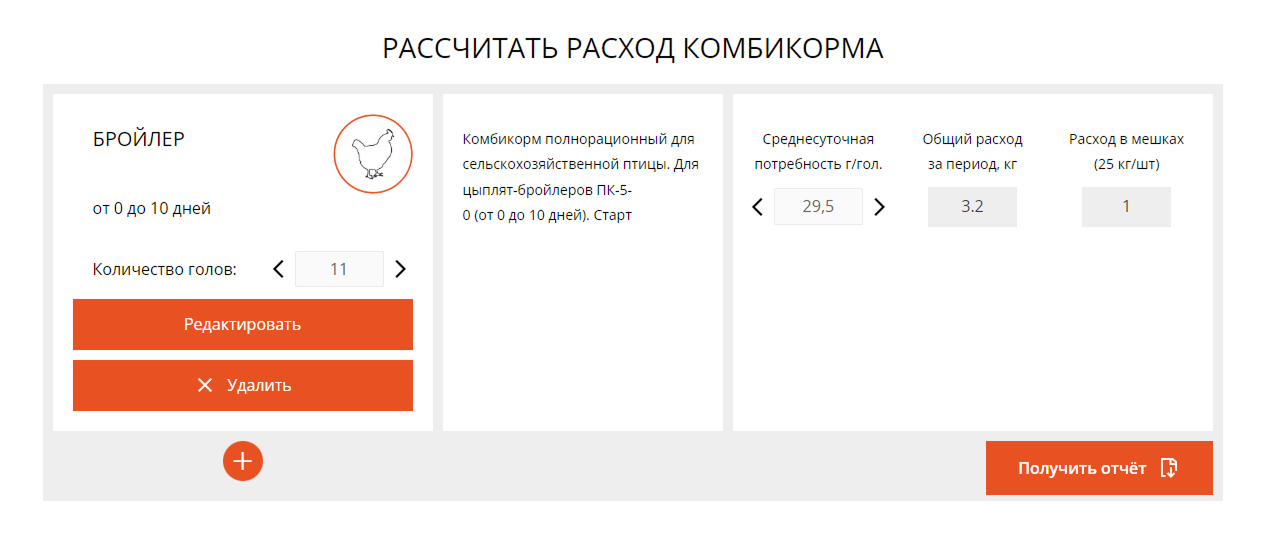 РАССЧИТАТЬ РАСХОД КОМБИКОРМА
БРОЙЛЕР
от 0 до 10 дней
Количество голов:
11
Редактировать
Удалить
Комбикорм полнорационный для
сельскохозяйственной птицы. Для
цыплят-бройлеров ПК-5-
0 (от 0 до 10 дней). Старт
Среднесуточная
потребность г/гол.
29,5
Общий расход
за период, кг
3.2
Расход в мешках
(25 кг/шт)
1
Получить отчёт